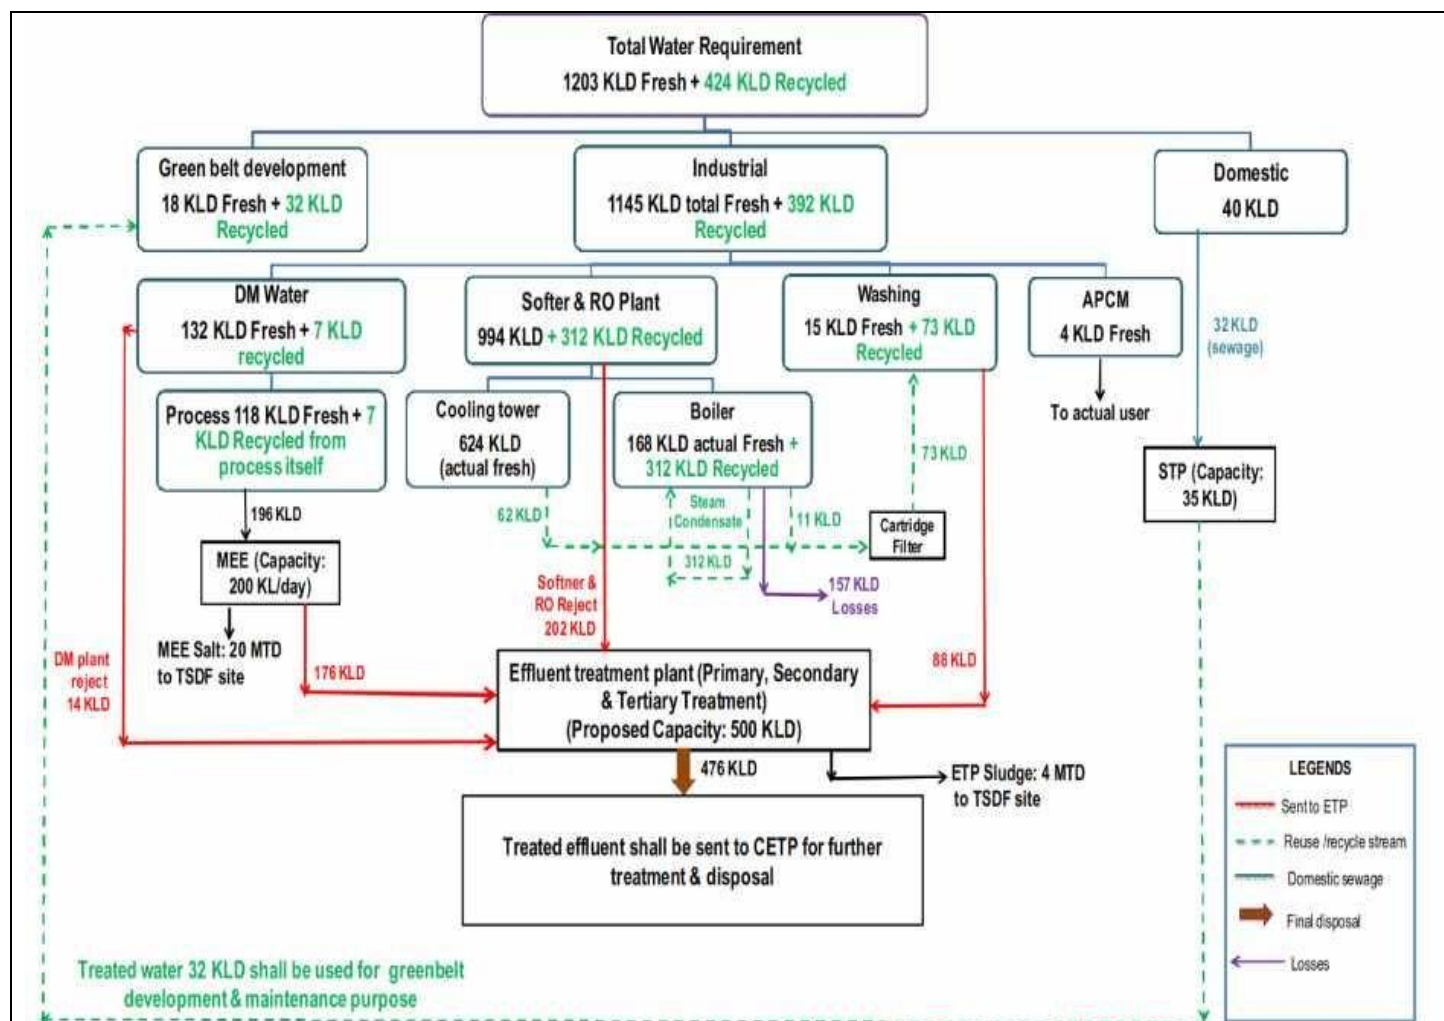 Total Water Requirement
1203 KLD Fresh + 424 KLD Recycled
Green belt development
18 KLD Fresh + 32 KLD
Recycled
Industrial
1145 KLD total Fresh + 392 KLD
Recycled
Domestic
40 KLD
DM Water
132 KLD Fresh + 7 KLD
recycled
Softer & RO Plant
994 KLD + 312 KLD Recycled
Washing
15 KLD Fresh + 73 KLD
Recycled
APCM
4 KLD Fresh
32 KLD
(sewage)
Process 118 KLD Fresh + 7
KLD Recycled from
process itself
Cooling tower
624 KLD
(actual fresh)
Boiler
168 KLD actual Fresh +
312 KLD Recycled
To actual user
73 KLD
STP (Capacity:
35 KLD)
196 KLD
62 KLD
Steam
Condensate
11 KLD
Cartridge
Filter
312 KLD
MEE (Capacity:
200 KL/day)
157 KLD
Losses
Softner &
RO Reject
202 KLD
MEE Salt: 20 MTD
to TSDF site
DM plant
reject
14 KLD
176 KLD
88 KLD
Effluent treatment plant (Primary, Secondary
& Tertiary Treatment)
(Proposed Capacity: 500 KLD)
476 KLD
ETP Sludge: 4 MTD
to TSDF site
Treated effluent shall be sent to CETP for further
treatment & disposal
LEGENDS
Sent to ETP
Reuse /recycle stream
Domestic sewage
Final disposal
Losses
Treated water 32 KLD shall be used for greenbelt
development & maintenance purpose